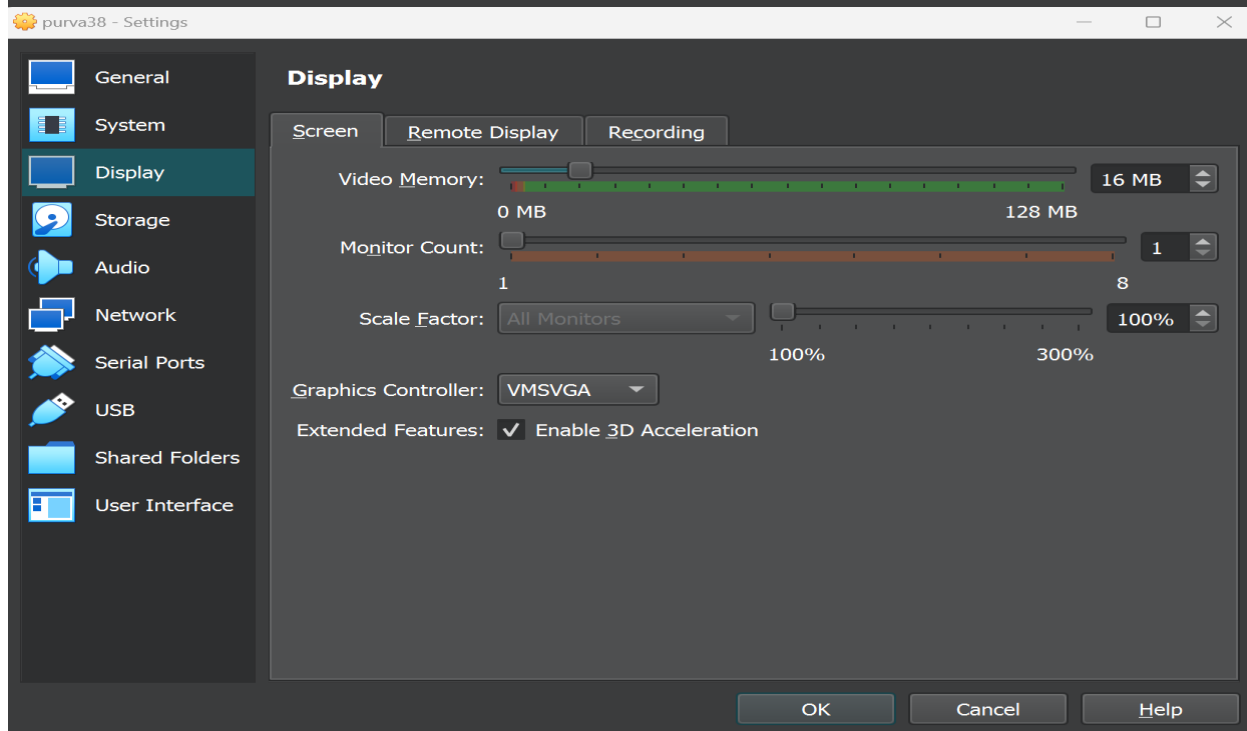 purva38 - Settings
General
System
Display
Storage
Audio
Network
Serial Ports
USB
Shared Folders
User Interface
Display
Screen Remote Display Recording
Video Memory: 16 MB
0 MB 128 MB
Monitor Count: 1
1 8
Scale Factor: All Monitors 100%
100% 300%
Graphics Controller: VMSVGA
Extended Features: Enable 3D Acceleration
OK Cancel Help